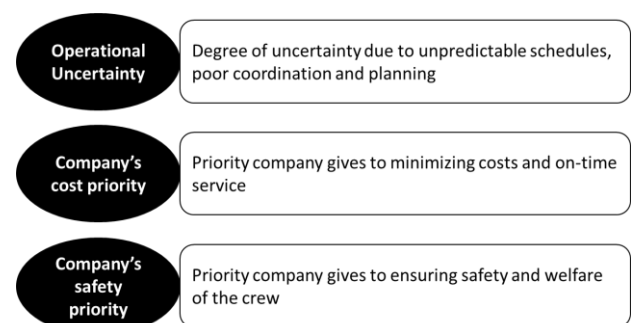 Operational
Uncertainty
Degree of uncertainty due to unpredictable schedules,
poor coordination and planning
Company's
cost priority
Priority company gives to minimizing costs and on-time
service
Company's
safety
priority
Priority company gives to ensuring safety and welfare
of the crew